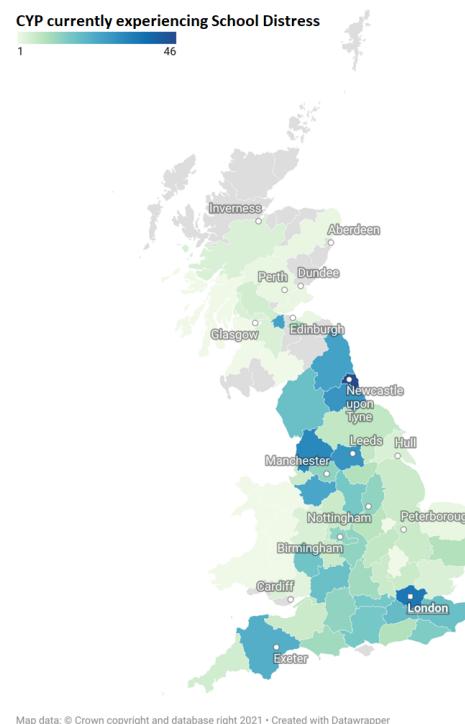 CYP currently experiencing School Distress
1 46
Inverness
Aberdeen
Perth Dundee
Glasgow Edinburgh
Newcastle
upon
Tyne
Leeds Hull
Manchester
Nottingham Peterboroug
Birmingham
Cardiff
London
Exeter
Map data: © Crown copyright and database right 2021 • Created with Datawrapper